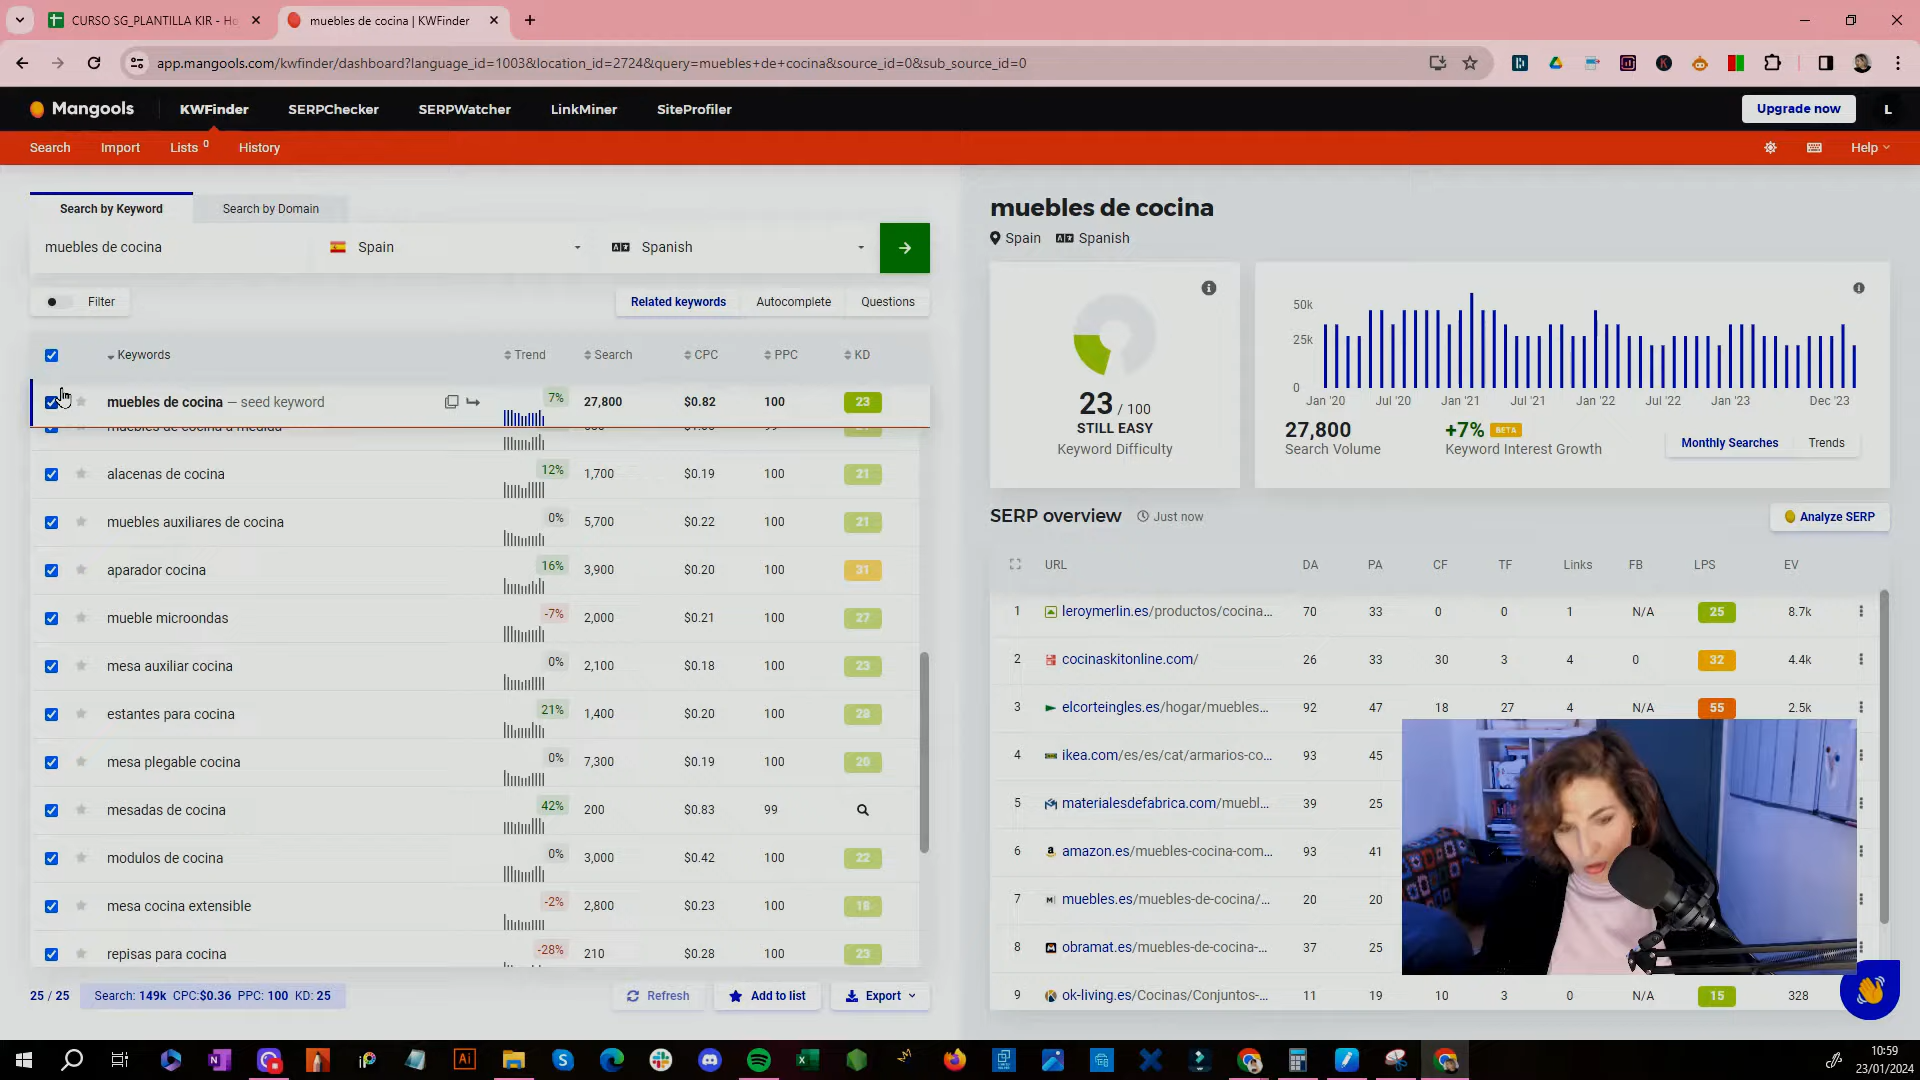 CURSO SG_PLANTILLA KIR - Ho
muebles de cocina | KWFinder
app.mangools.com/kwfinder/dashboard?language_id=1003&location_id=2724&query=muebles+de+cocina&source_id=0&sub_source_id=0
Mangools KWFinder SERPChecker SERPWatcher LinkMiner SiteProfiler Upgrade now L
Search Import Lists 0 History Help
Search by Keyword Search by Domain
muebles de cocina Spain Spanish
Filter Related keywords Autocomplete Questions
Keywords Trend Search CPC PPC KD
muebles de cocina — seed keyword 7% 27,800 $0.82 100 23
muebles de cocina a medida
alacenas de cocina 12% 1,700 $0.19 100 21
muebles auxiliares de cocina 0% 5,700 $0.22 100 21
aparador cocina 16% 3,900 $0.20 100 31
mueble microondas -7% 2,000 $0.21 100 27
mesa auxiliar cocina 0% 2,100 $0.18 100 23
estantes para cocina 21% 1,400 $0.20 100 28
mesa plegable cocina 0% 7,300 $0.19 100 20
mesadas de cocina 42% 200 $0.83 99
modulos de cocina 0% 3,000 $0.42 100 22
mesa cocina extensible -2% 2,800 $0.23 100 18
repisas para cocina -28% 210 $0.28 100 23
25 / 25 Search: 149k CPC:$0.36 PPC: 100 KD: 25 Refresh Add to list Export
muebles de cocina
Spain Spanish
23 / 100
STILL EASY
Keyword Difficulty
50k
25k
0
Jan '20 Jul '20 Jan '21 Jul '21 Jan '22 Jul '22 Jan '23 Dec '23
27,800
Search Volume
+7% BETA
Keyword Interest Growth
Monthly Searches Trends
SERP overview Just now Analyze SERP
URL DA PA CF TF Links FB LPS EV
1 leroymerlin.es/productos/cocina... 70 33 0 0 1 N/A 25 8.7k
2 cocinaskitonline.com/ 26 33 30 3 4 0 32 4.4k
3 elcorteingles.es/hogar/muebles... 92 47 18 27 4 N/A 55 2.5k
4 ikea.com/es/es/cat/armarios-co... 93 45
5 materialesdefabrica.com/muebl... 39 25
6 amazon.es/muebles-cocina-com... 93 41
7 muebles.es/muebles-de-cocina/... 20 20
8 obramat.es/muebles-de-cocina-... 37 25
9 ok-living.es/Cocinas/Conjuntos-... 11 19 10 3 0 N/A 15 328
10:59
23/01/2024